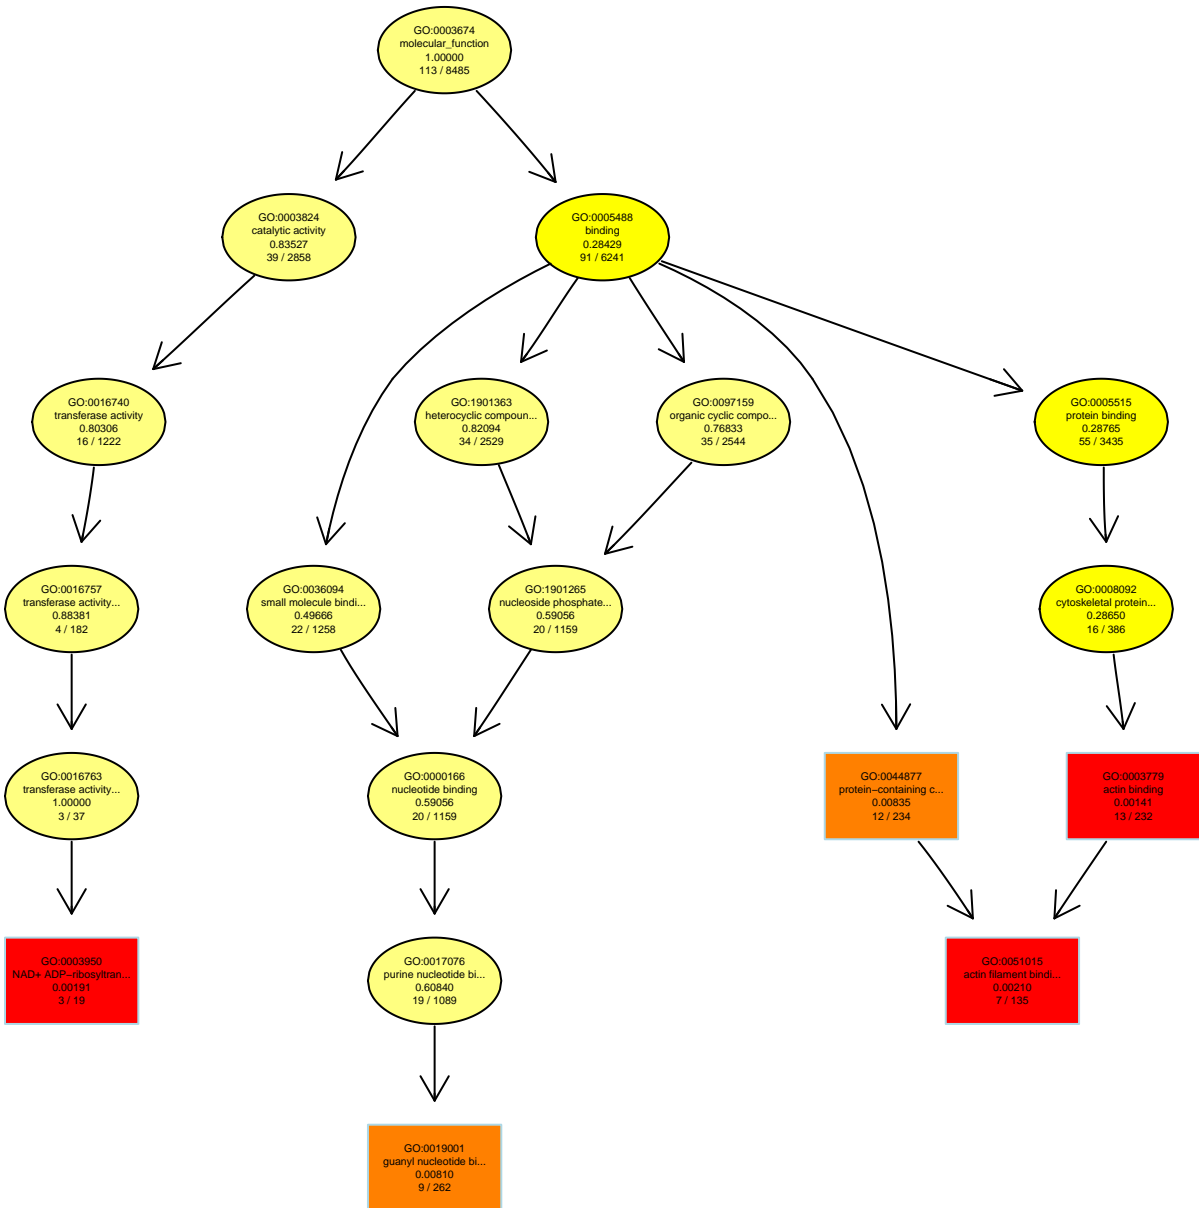 GO:0003674
molecular_function
1.00000
113 / 8485
GO:0003824
catalytic activity
0.83527
39 / 2858
GO:0005488
binding
0.28429
91 / 6241
GO:0016740
transferase activity
0.80306
16 / 1222
GO:1901363
heterocyclic compoun...
0.82094
34 / 2529
GO:0097159
organic cyclic compo...
0.76833
35 / 2544
GO:0005515
protein binding
0.28765
55 / 3435
GO:0016757
transferase activity...
0.88381
4 / 182
GO:0036094
small molecule bindi...
0.49666
22 / 1258
GO:1901265
nucleoside phosphate...
0.59056
20 / 1159
GO:0008092
cytoskeletal protein...
0.28650
16 / 386
GO:0016763
transferase activity...
1.00000
3 / 37
GO:0000166
nucleotide binding
0.59056
20 / 1159
GO:0044877
protein−containing c...
0.00835
12 / 234
GO:0003779
actin binding
0.00141
13 / 232
GO:0003950
NAD+ ADP−ribosyltran...
0.00191
3 / 19
GO:0017076
purine nucleotide bi...
0.60840
19 / 1089
GO:0051015
actin filament bindi...
0.00210
7 / 135
GO:0019001
guanyl nucleotide bi...
0.00810
9 / 262